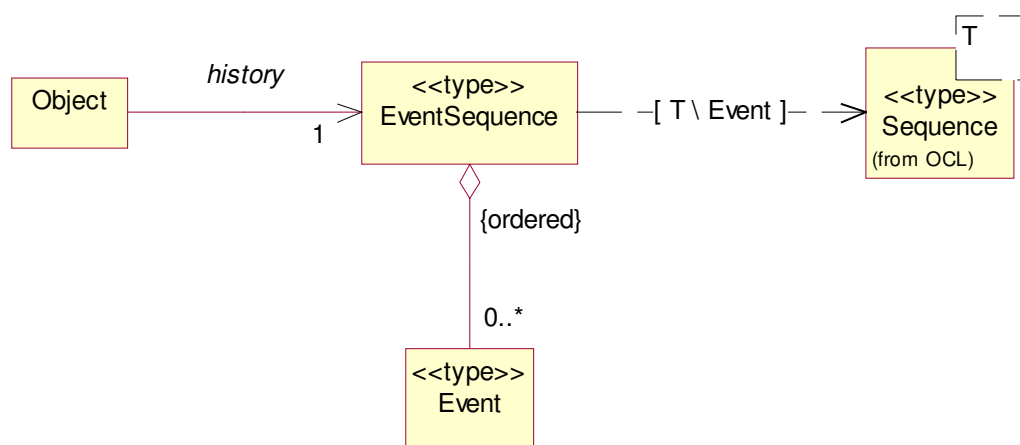 T
history
Object
<<type>>
EventSequence
[ T \ Event ]
<<type>>
Sequence
(from OCL)
1
{ordered}
0..*
<<type>>
Event